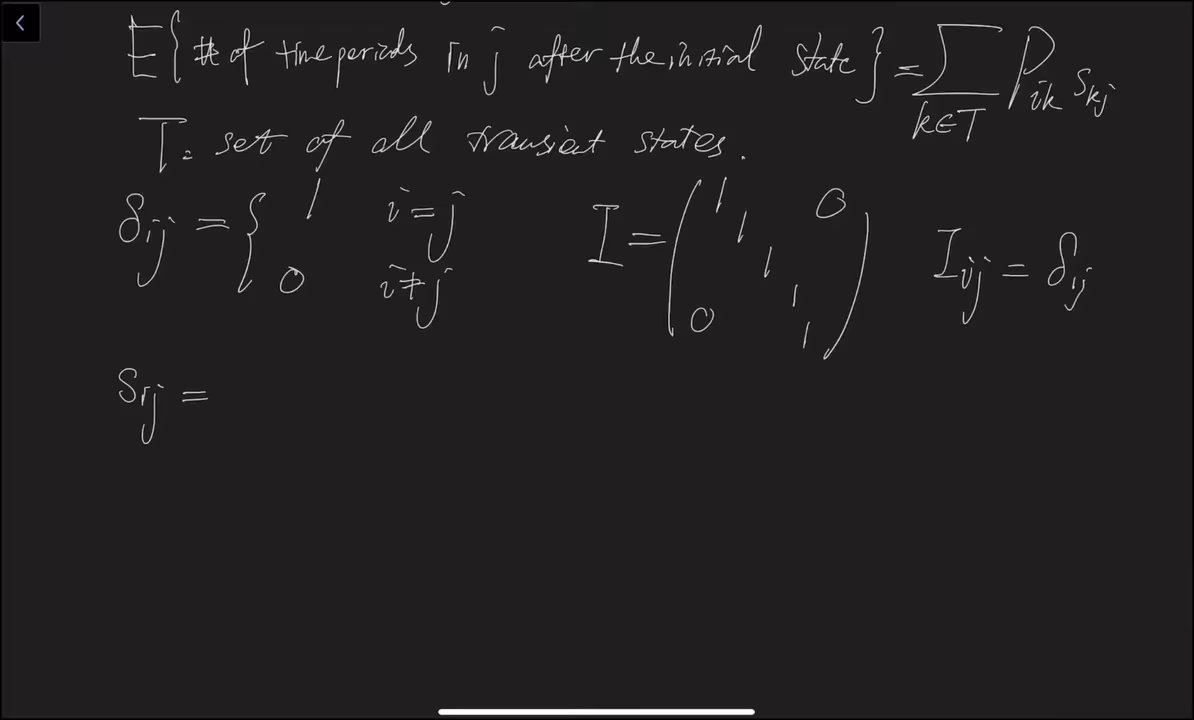 E{# of time periods in j after the initial state} = ∑_{k∈T} P_{ik} s_{kj}
T: set of all transient states.
δ_{ij} = { 1 i=j
0 i≠j
I = ( 1 1 1 1 1 0 0 ) I_{ij} = δ_{ij}
s_{ij} =